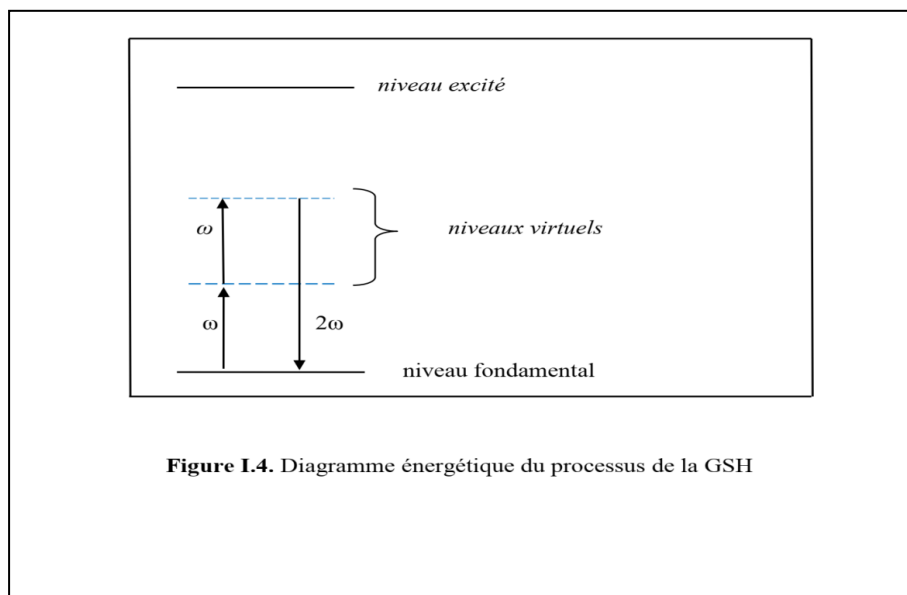 niveau excité
ω
niveaux virtuels
ω
2ω
niveau fondamental
Figure I.4. Diagramme énergétique du processus de la GSH